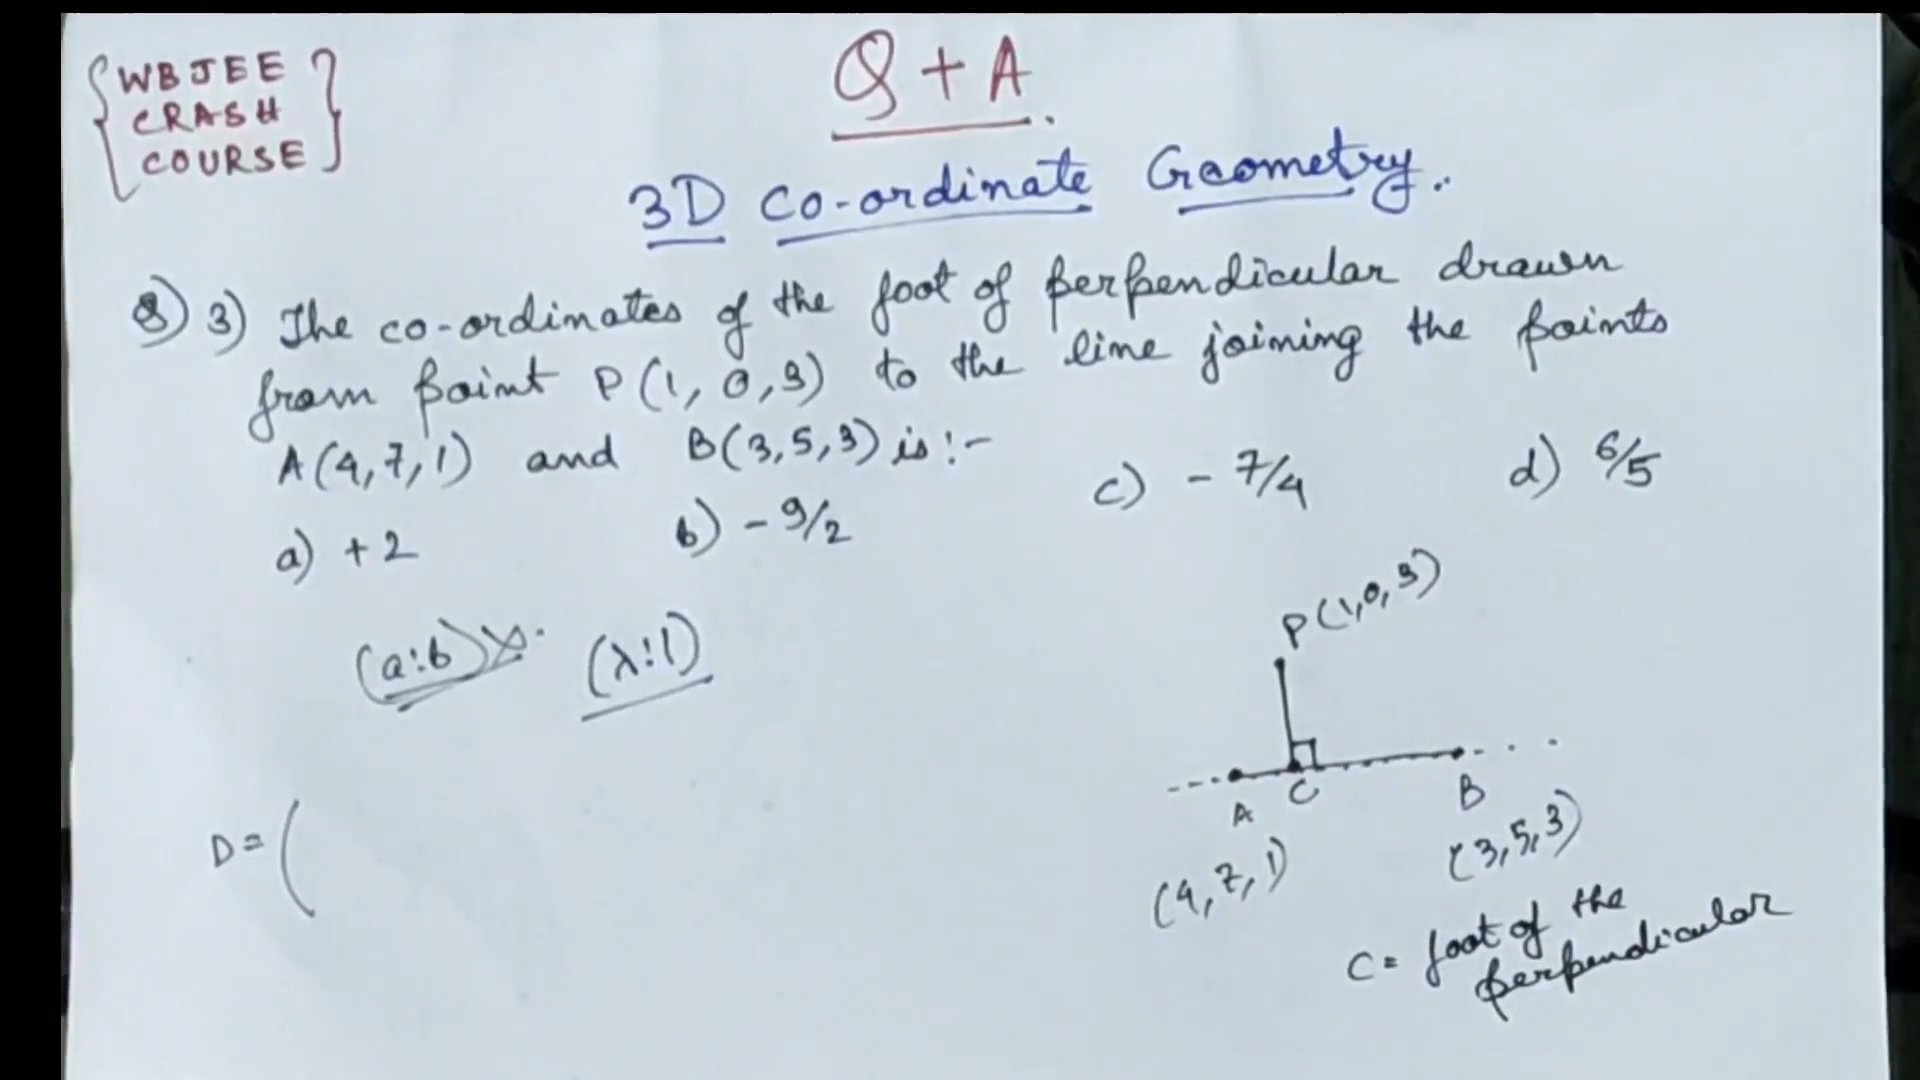 WBJEE
CRASH
COURSE
Q + A.
3D Co-ordinate Geometry.
3) The co-ordinates of the foot of perpendicular drawn
from point P(1, 0, 3) to the line joining the points
A(4, 7, 1) and B(3, 5, 3) is :-
a) + 2 b) - 9/2 c) - 7/4 d) 6/5
(a:b) (λ:1)
P(1, 0, 3)
A C B
D = (
(4, 7, 1) (3, 5, 3)
C = foot of the
perpendicular